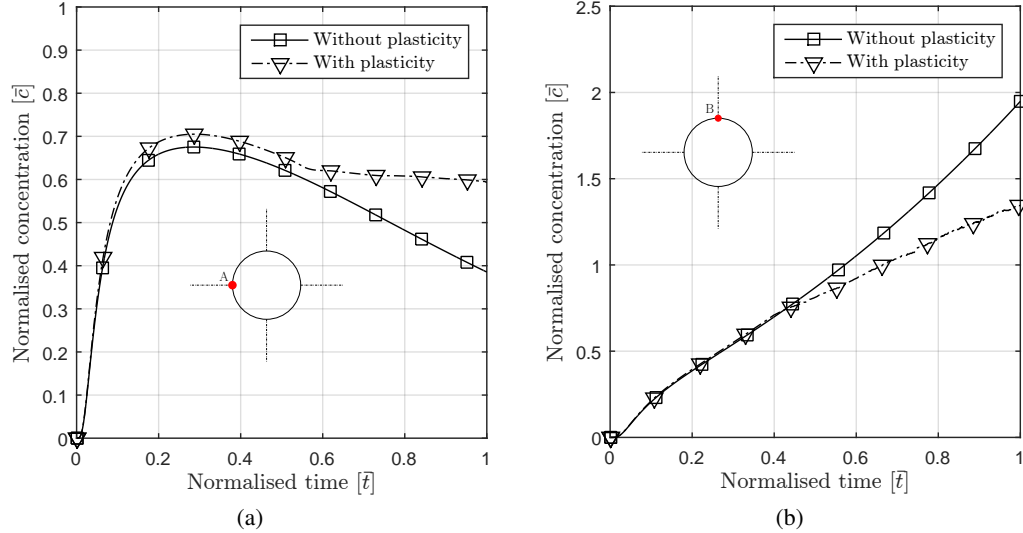 1
0.9
0.8
0.7
0.6
0.5
0.4
0.3
0.2
0.1
0
Normalised concentration [c̄]
Without plasticity
With plasticity
A
0 0.2 0.4 0.6 0.8 1
Normalised time [t̄]
(a)
2.5
2
1.5
1
0.5
0
Normalised concentration [c̄]
Without plasticity
With plasticity
B
0 0.2 0.4 0.6 0.8 1
Normalised time [t̄]
(b)